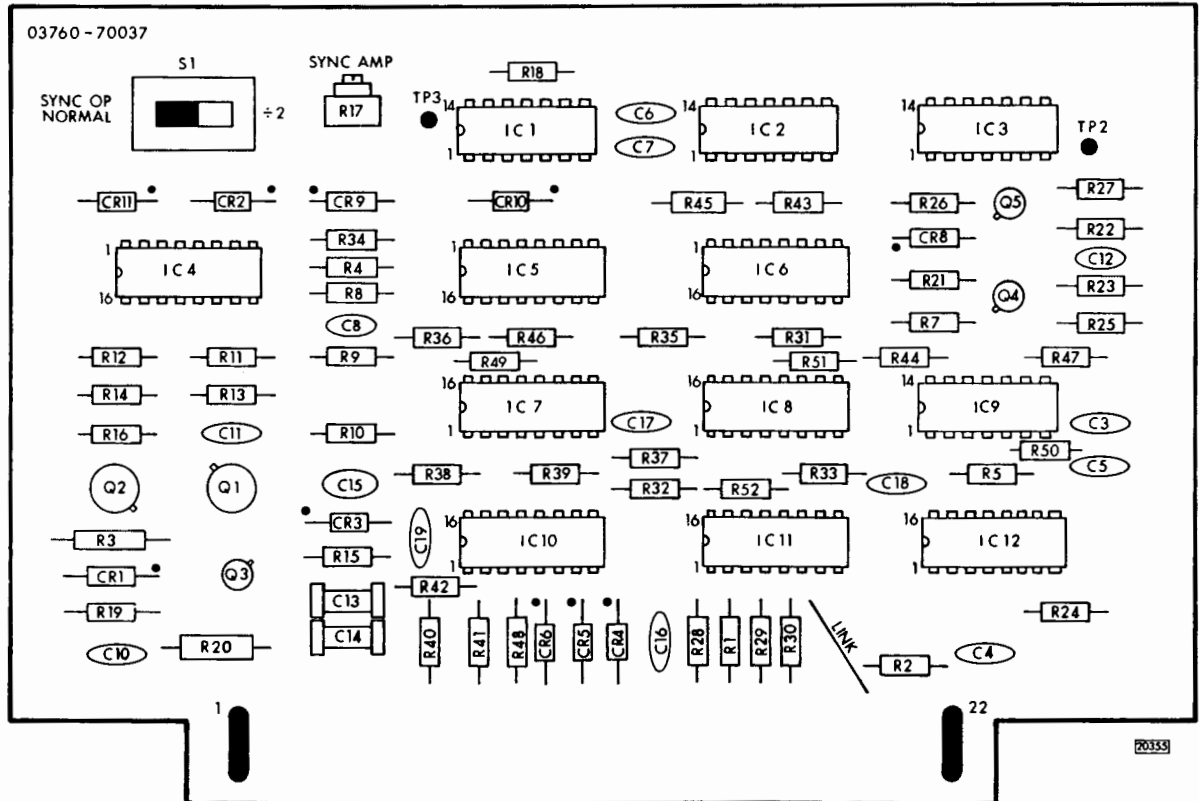 03760-70037
S1
SYNC AMP
R18
SYNC OP
NORMAL
÷2
R17
TP3
14
IC1
1
C6
C7
14
IC2
1
14
IC3
1
TP2
CR11
CR2
CR9
CR10
R45
R43
R26
Q5
R27
R34
CR8
R22
1
IC4
16
R4
1
IC5
16
1
IC6
16
C12
R8
R21
Q4
R23
C8
R36
R46
R35
R31
R7
R25
R12
R11
R9
R49
R51
R44
R47
R14
R13
16
IC7
1
C17
16
IC8
1
14
IC9
1
C3
R16
C11
R10
R50
C5
R38
R39
R37
R33
R5
Q2
Q1
C15
R32
R52
C18
CR3
C19
16
IC10
1
16
IC11
1
16
IC12
1
R3
R15
CR1
Q3
R42
C13
R19
R24
C14
C10
R20
R40
R41
R48
CR6
CR5
CR4
C16
R28
R1
R29
R30
LINK
R2
C4
1
22
20355